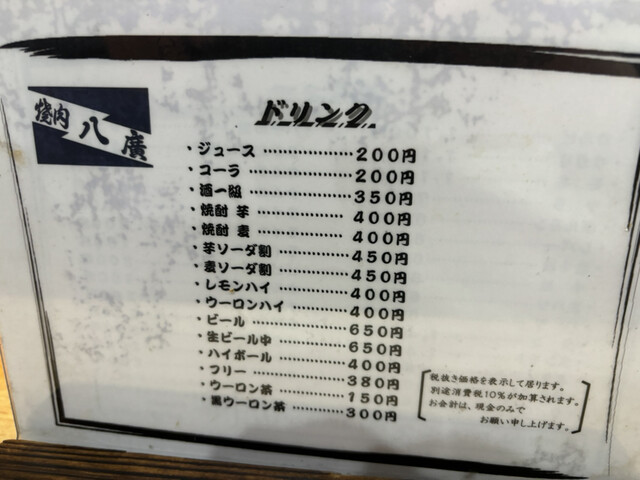 焼肉 八廣
ドリンク
・ジュース………………200円
・コーラ…………………200円
・酒一級…………………350円
・焼酎 芋………………400円
・焼酎 麦………………400円
・芋ソーダ割……………450円
・麦ソーダ割……………450円
・レモンハイ……………400円
・ウーロンハイ…………400円
・ビール…………………650円
・生ビール中……………650円
・ハイボール……………400円
・フリー…………………380円
・ウーロン茶……………150円
・黒ウーロン茶…………300円
税抜き価格を表示して居ります。
別途消費税10%が加算されます。
お会計は、現金のみで
お願い申し上げます。